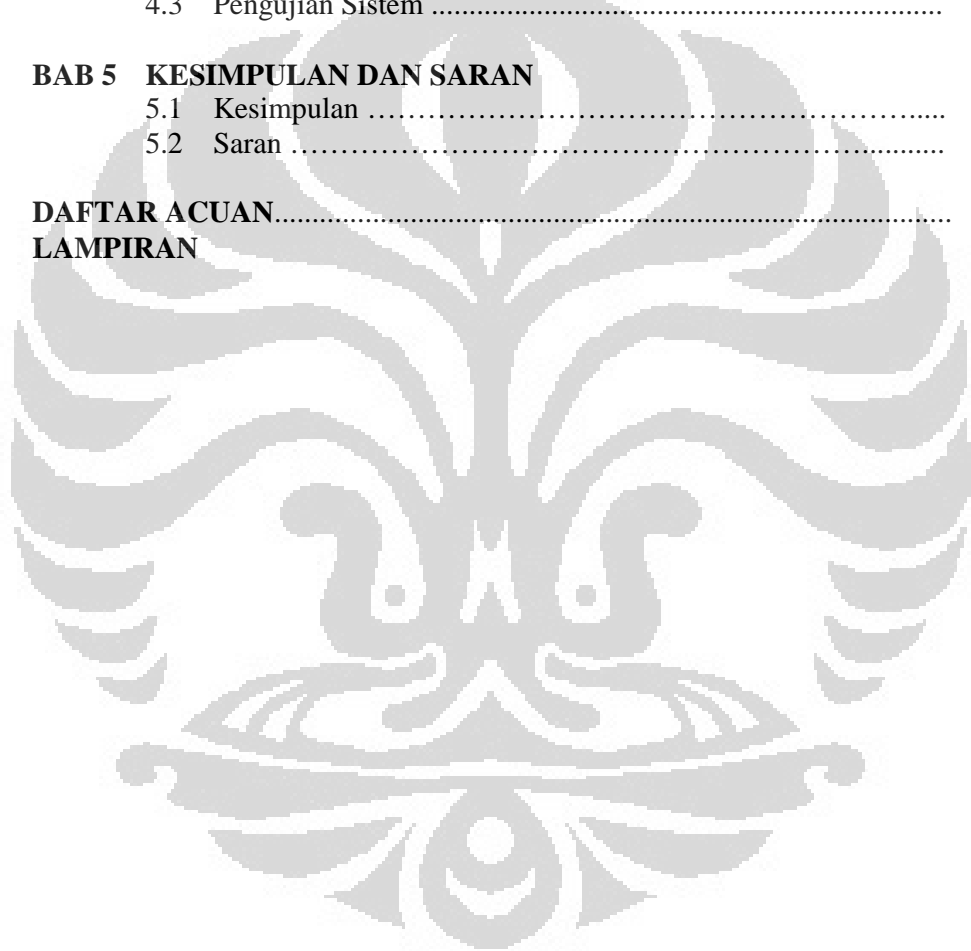 4.3 Pengujian Sistem ....................................................................
BAB 5 KESIMPULAN DAN SARAN
5.1 Kesimpulan ……………………………………………………....
5.2 Saran ………………………………………………………...........
DAFTAR ACUAN..........................................................................................
LAMPIRAN